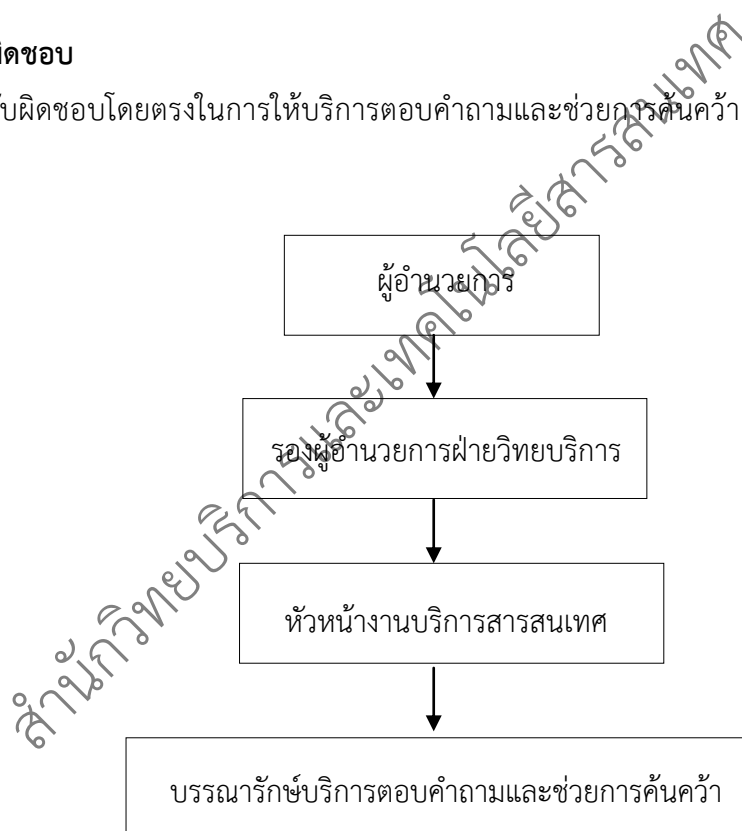 ผิดชอบ
บผิดชอบโดยตรงในการให้บริการตอบคำถามและช่วยการค้นคว้า
ผู้อำนวยการ
รองผู้อำนวยการฝ่ายวิทยบริการ
หัวหน้างานบริการสารสนเทศ
บรรณารักษ์บริการตอบคำถามและช่วยการค้นคว้า
สำนักวิทยบริการและเทคโนโลยีสารสนเทศ